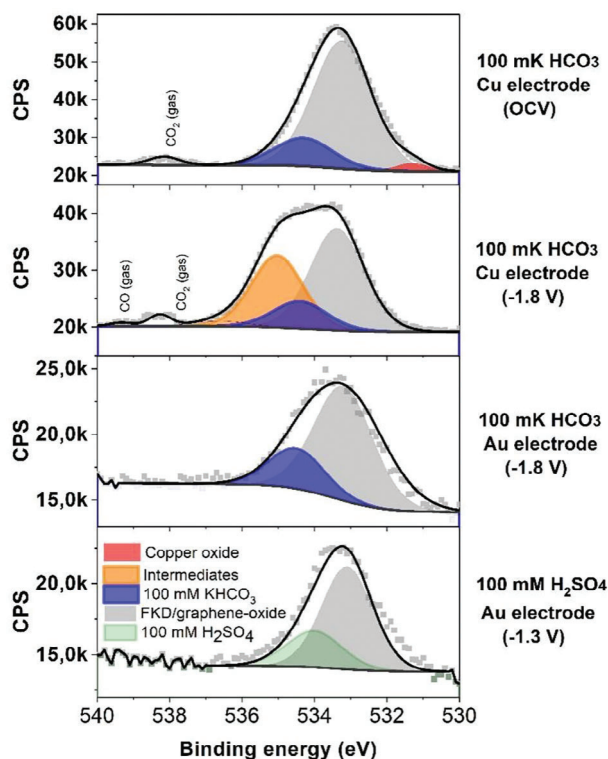 60k
50k
40k
30k
20k
CPS
CO2 (gas)
100 mK HCO3
Cu electrode
(OCV)
40k
30k
20k
CPS
CO (gas)
CO2 (gas)
100 mK HCO3
Cu electrode
(-1.8 V)
25,0k
20,0k
15,0k
CPS
100 mK HCO3
Au electrode
(-1.8 V)
20,0k
15,0k
CPS
Copper oxide
Intermediates
100 mM KHCO3
FKD/graphene-oxide
100 mM H2SO4
100 mM H2SO4
Au electrode
(-1.3 V)
540 538 536 534 532 530
Binding energy (eV)